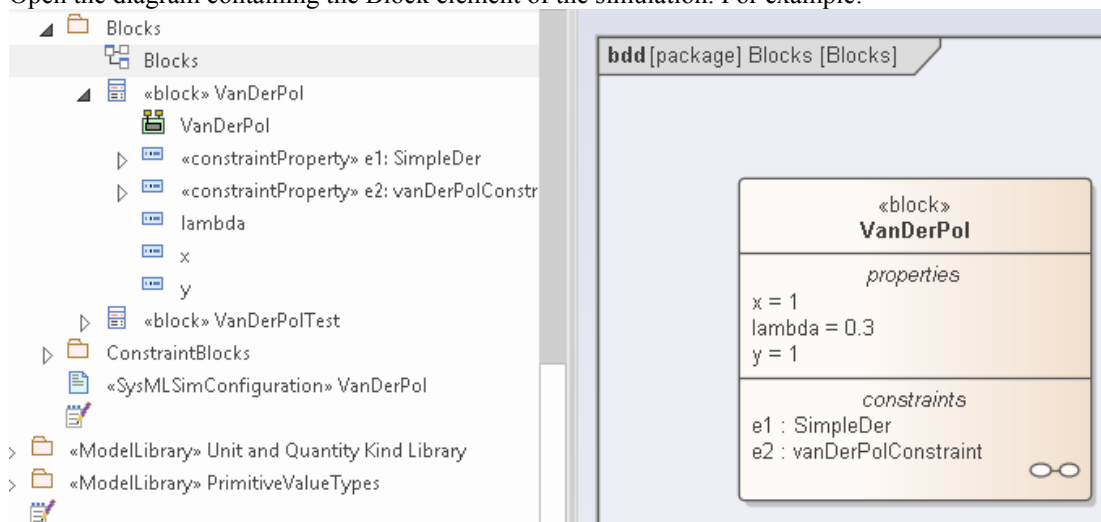 Open the diagram containing the Block element of the simulation. For example:
Blocks
Blocks
«block» VanDerPol
VanDerPol
«constraintProperty» e1: SimpleDer
«constraintProperty» e2: vanDerPolConstr
lambda
x
y
«block» VanDerPolTest
ConstraintBlocks
«SysMLSimConfiguration» VanDerPol
«ModelLibrary» Unit and Quantity Kind Library
«ModelLibrary» PrimitiveValueTypes
bdd [package] Blocks [Blocks]
«block»
VanDerPol
properties
x = 1
lambda = 0.3
y = 1
constraints
e1 : SimpleDer
e2 : vanDerPolConstraint